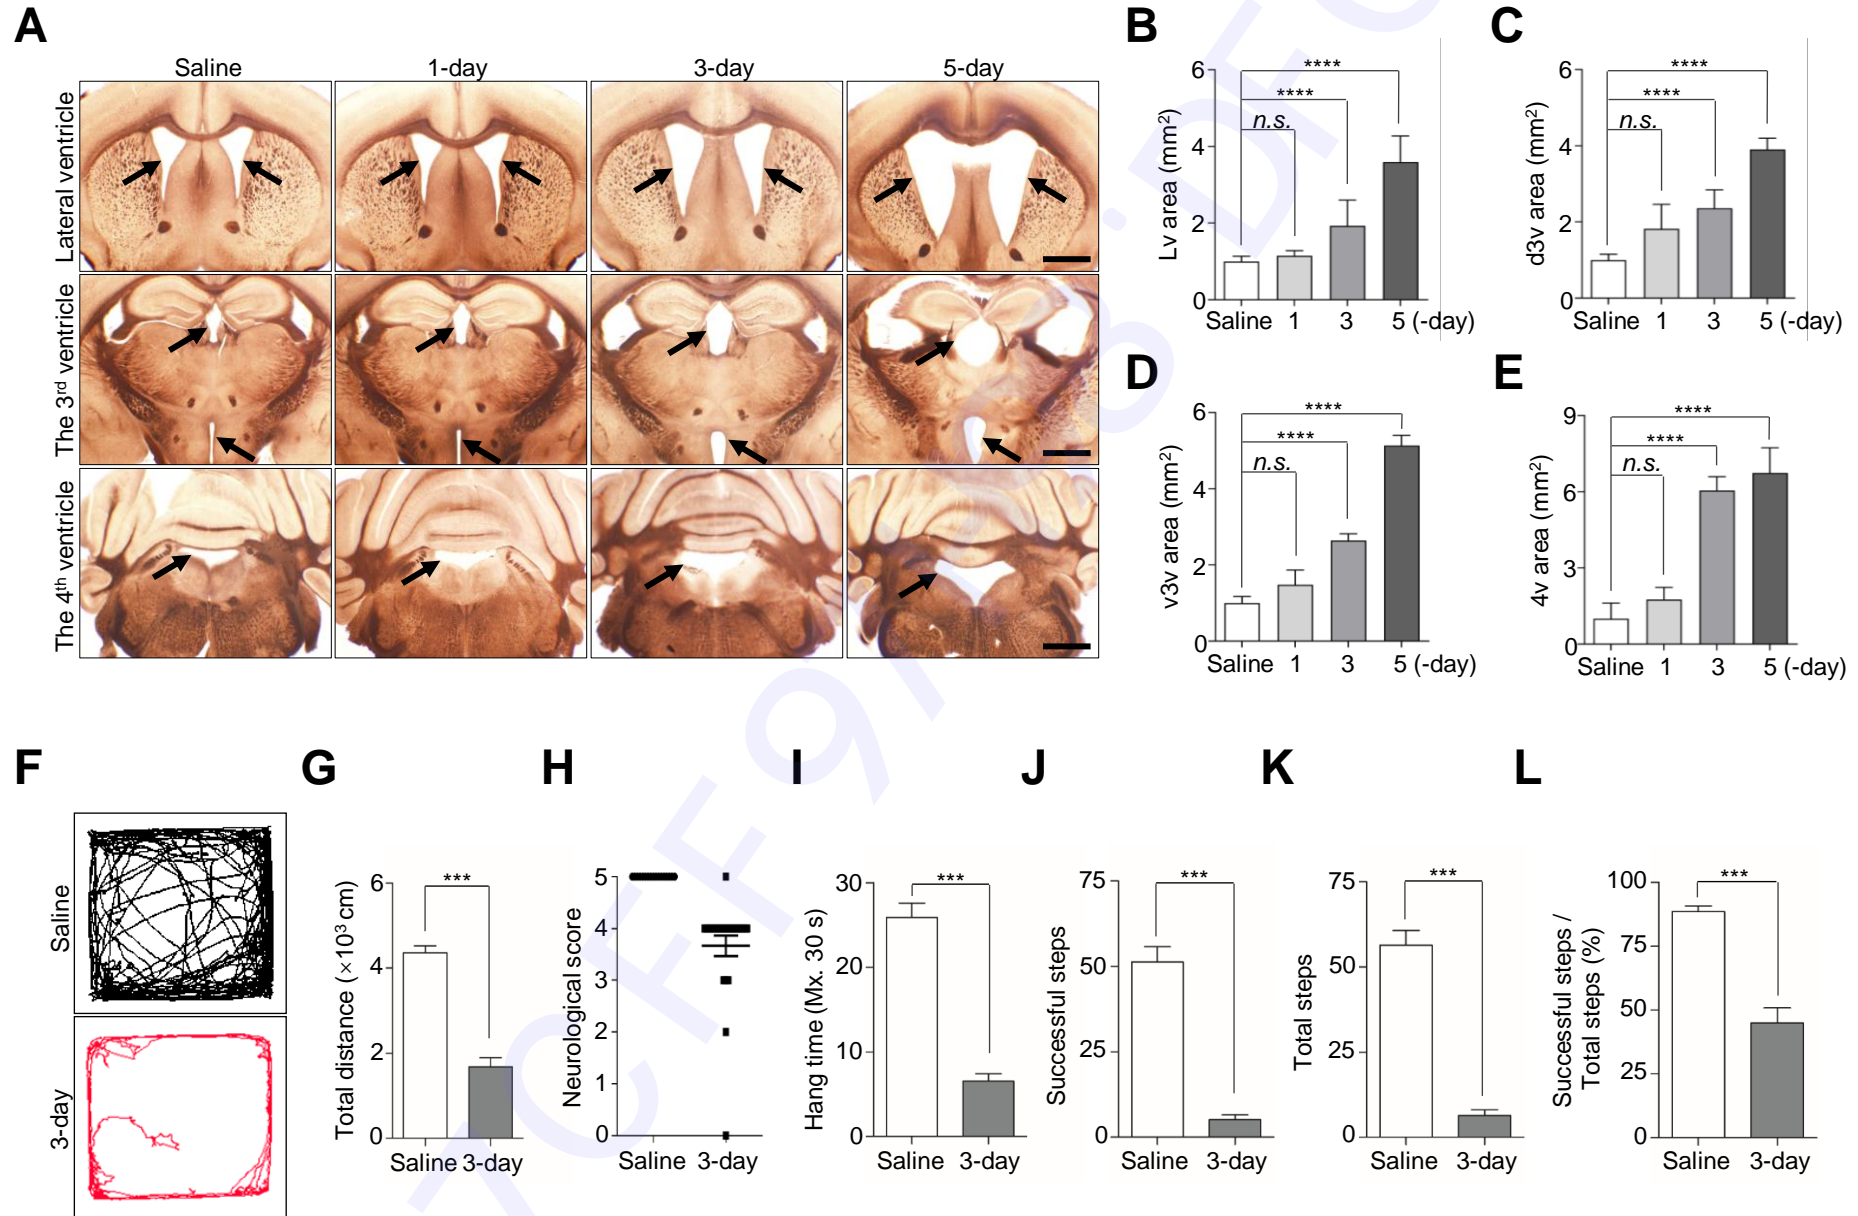 A
Saline
1-day
3-day
5-day
Lateral ventricle
The 3rd ventricle
The 4th ventricle
B
Lv area (mm²)
6
4
2
0
****
****
n.s.
Saline 1 3 5 (-day)
C
d3v area (mm²)
6
4
2
0
****
****
n.s.
Saline 1 3 5 (-day)
D
v3v area (mm²)
6
4
2
0
****
****
n.s.
Saline 1 3 5 (-day)
E
4v area (mm²)
9
6
3
0
****
****
n.s.
Saline 1 3 5 (-day)
F
Saline
3-day
G
Total distance (×10³ cm)
6
4
2
0
***
Saline 3-day
H
Neurological score
5
4
3
2
1
0
Saline 3-day
I
Hang time (Mx. 30 s)
30
20
10
0
***
Saline 3-day
J
Successful steps
75
50
25
0
***
Saline 3-day
K
Total steps
75
50
25
0
***
Saline 3-day
L
Successful steps /
Total steps (%)
100
75
50
25
0
***
Saline 3-day